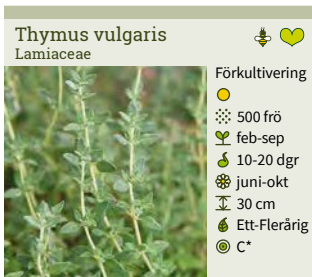 Thymus vulgaris
Lamiaceae
Förkultivering
500 frö
feb-sep
10-20 dgr
juni-okt
30 cm
Ett-Flerårig
C*